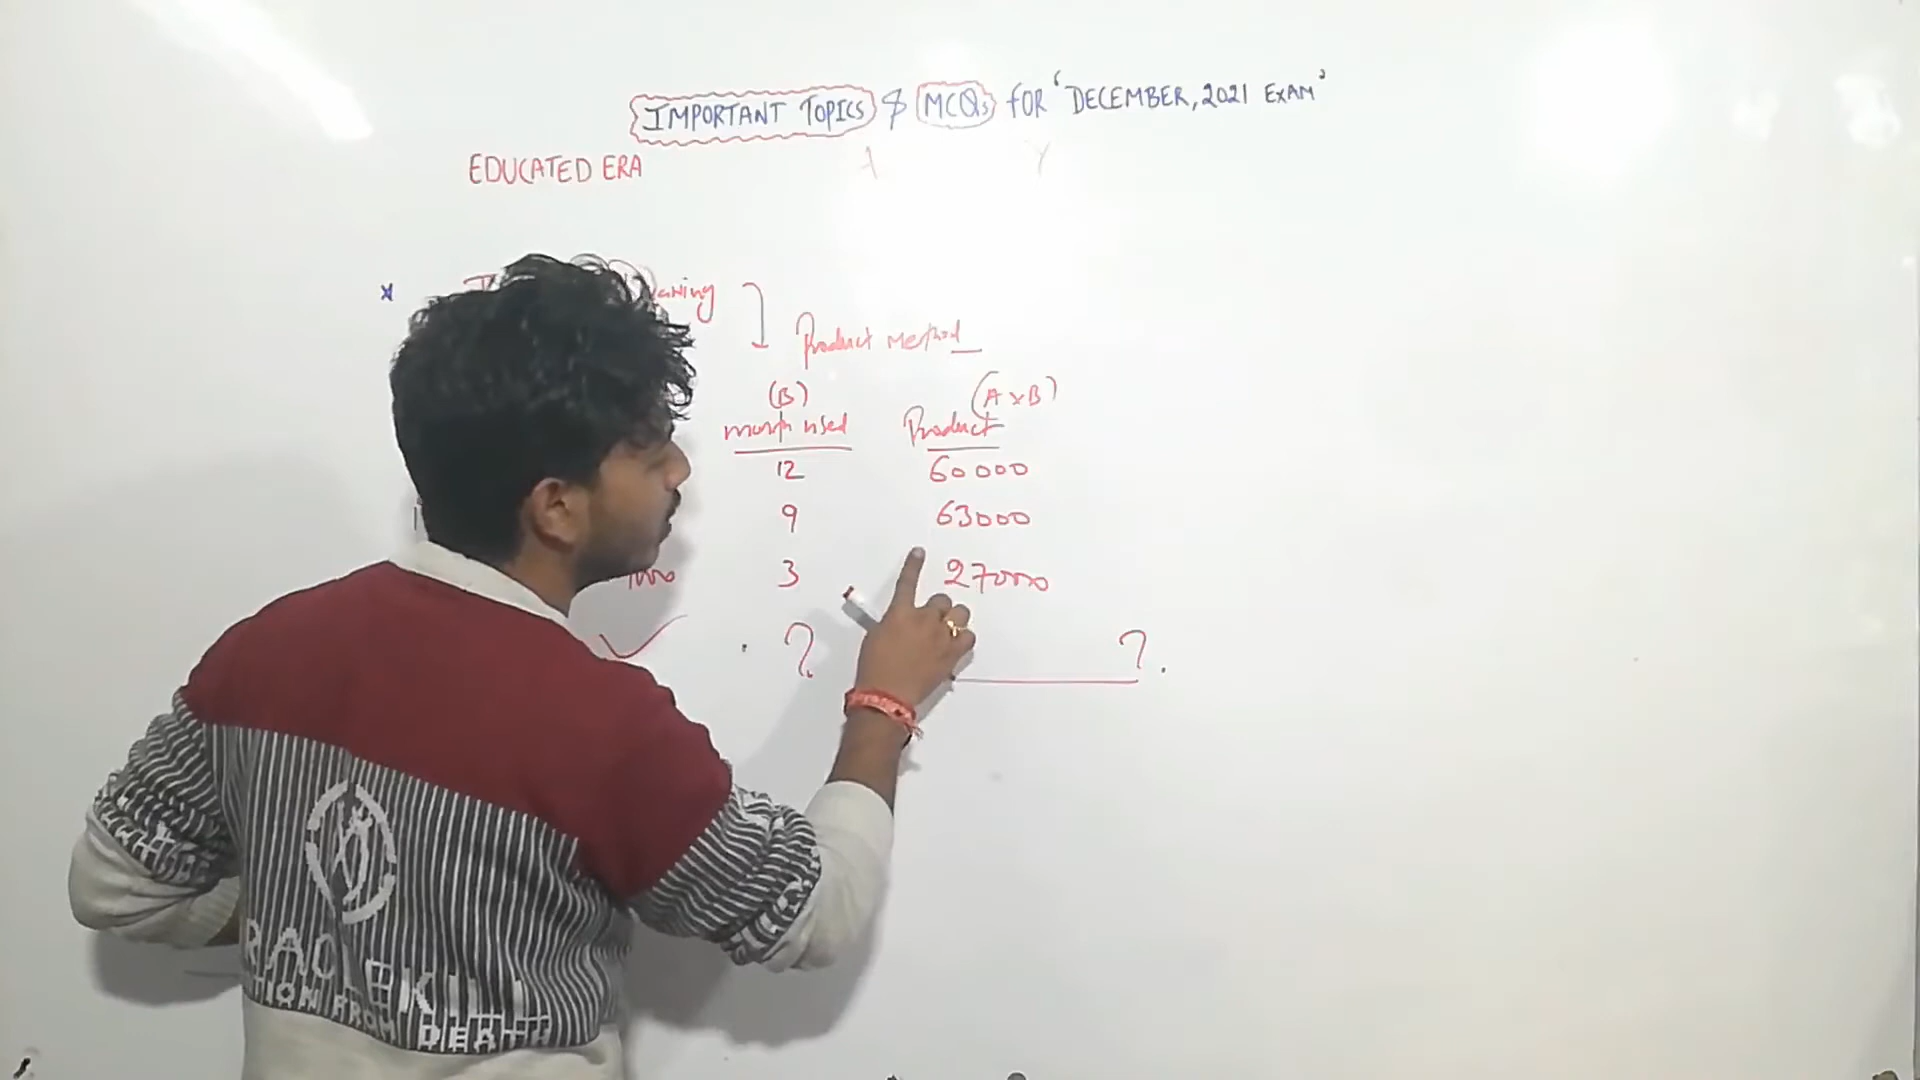 IMPORTANT TOPICS & MCQs FOR 'DECEMBER, 2021 EXAM'
EDUCATED ERA
Product Method
(B) (A x B)
month used Product
12 60000
9 63000
3 27000
? ?
DEATH